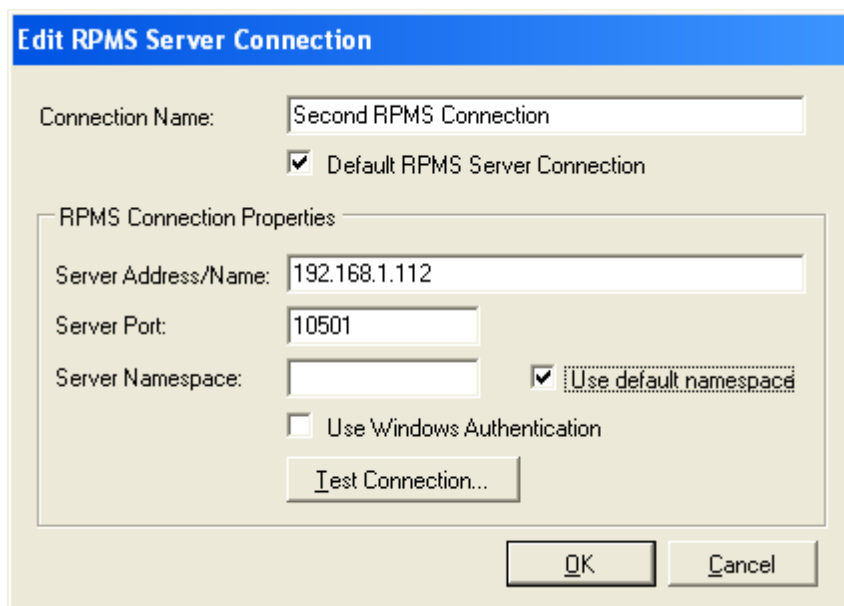 Edit RPMS Server Connection
Connection Name: Second RPMS Connection
Default RPMS Server Connection
RPMS Connection Properties
Server Address/Name: 192.168.1.112
Server Port: 10501
Server Namespace: Use default namespace
Use Windows Authentication
Test Connection...
OK Cancel